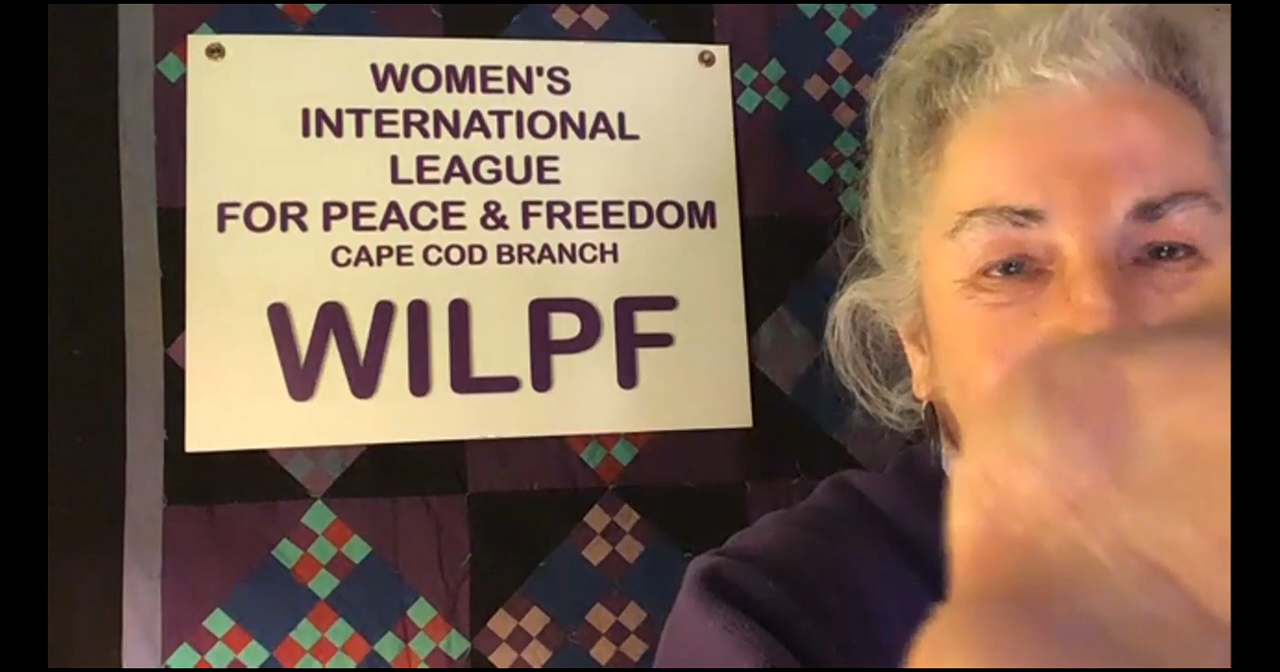 WOMEN'S
INTERNATIONAL
LEAGUE
FOR PEACE & FREEDOM
CAPE COD BRANCH
WILPF